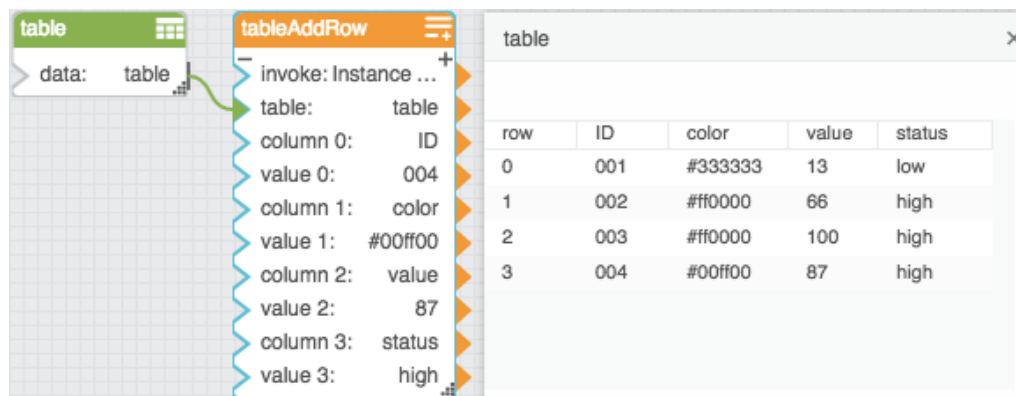 table
data: table
tableAddRow
invoke: Instance ...
table: table
column 0: ID
value 0: 004
column 1: color
value 1: #00ff00
column 2: value
value 2: 87
column 3: status
value 3: high
table
row ID color value status
0 001 #333333 13 low
1 002 #ff0000 66 high
2 003 #ff0000 100 high
3 004 #00ff00 87 high